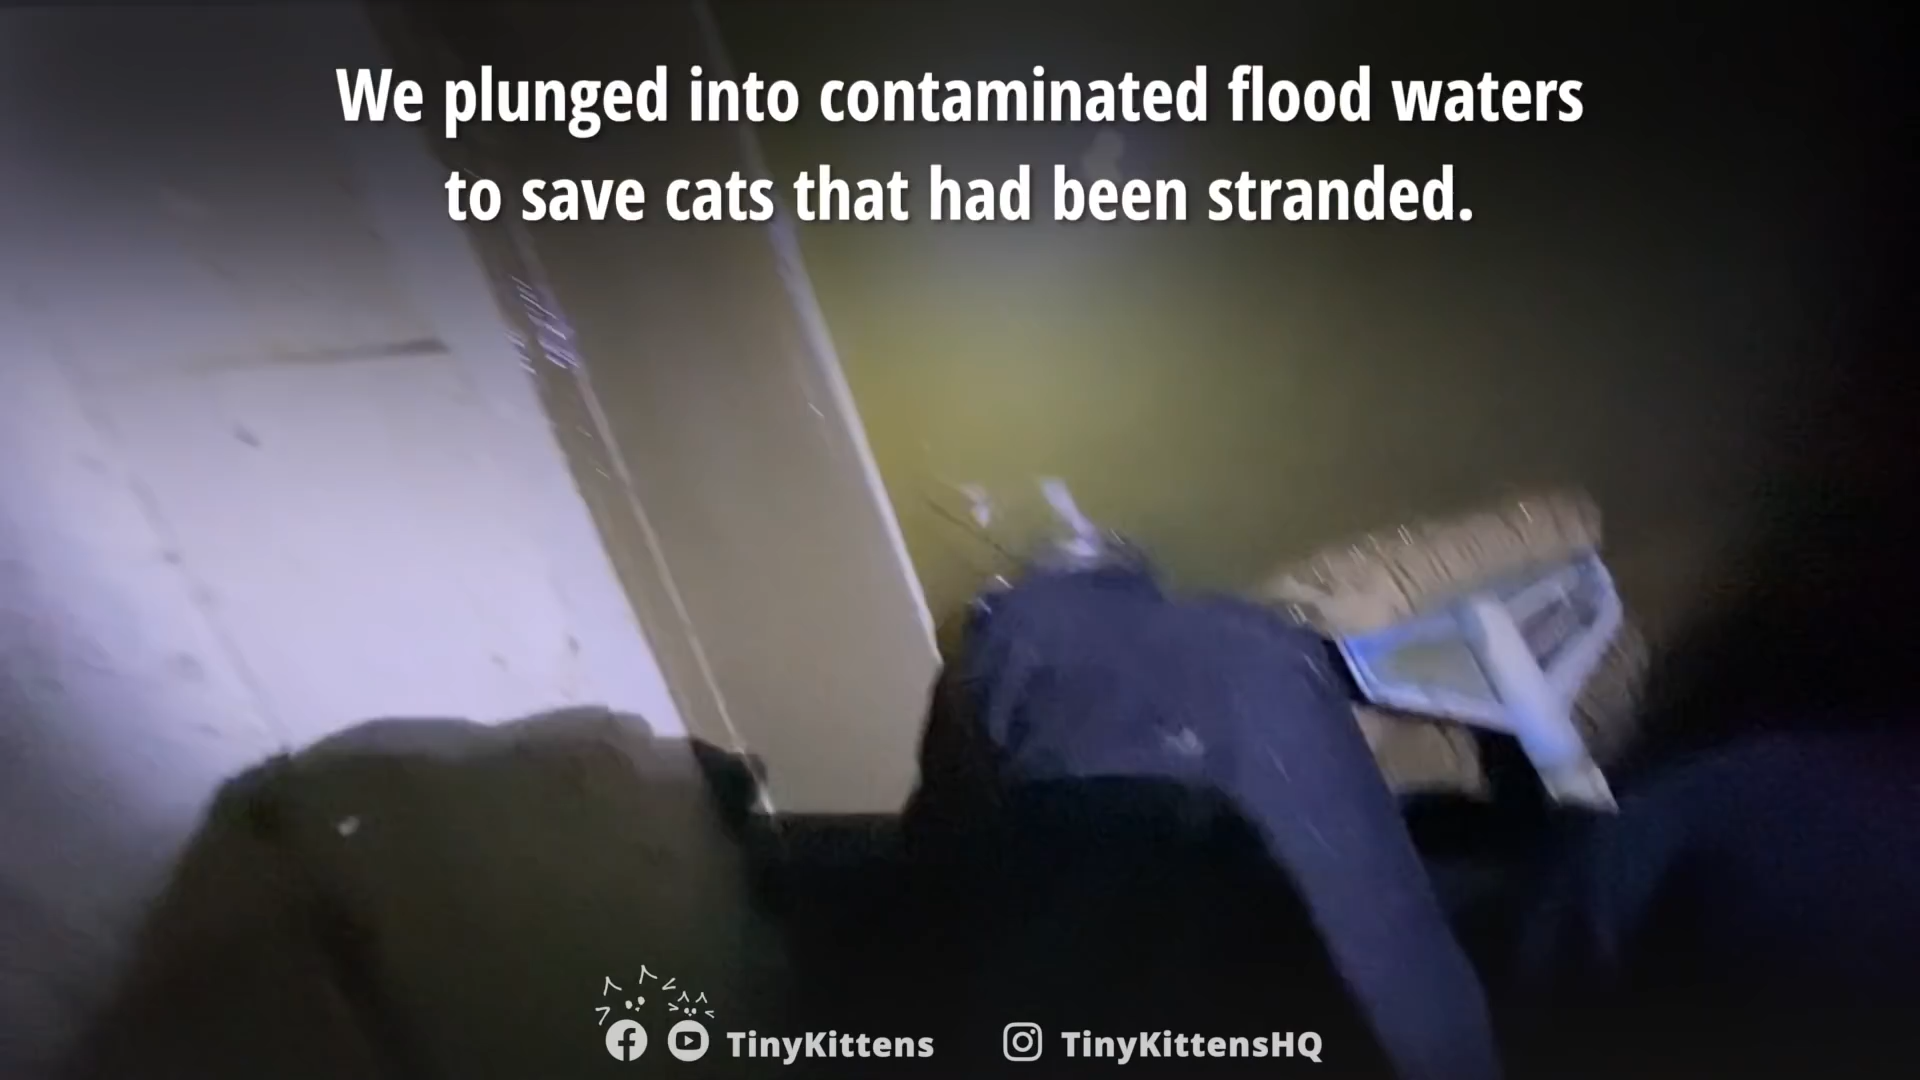 We plunged into contaminated flood waters
to save cats that had been stranded.
TinyKittens TinyKittensHQ